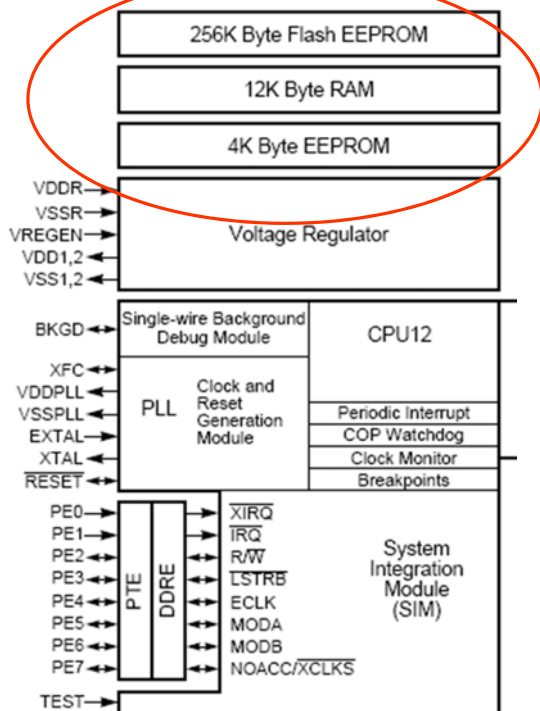 256K Byte Flash EEPROM
12K Byte RAM
4K Byte EEPROM
VDDR
VSSR
VREGEN
VDD1,2
VSS1,2
Voltage Regulator
BKGD
Single-wire Background
Debug Module
CPU12
XFC
VDDPLL
VSSPLL
EXTAL
XTAL
RESET
PLL
Clock and
Reset
Generation
Module
Periodic Interrupt
COP Watchdog
Clock Monitor
Breakpoints
PE0
PE1
PE2
PE3
PE4
PE5
PE6
PE7
PTE
DDRE
XIRQ
IRQ
R/W
LSTRB
ECLK
MODA
MODB
NOACC/XCLKS
System
Integration
Module
(SIM)
TEST